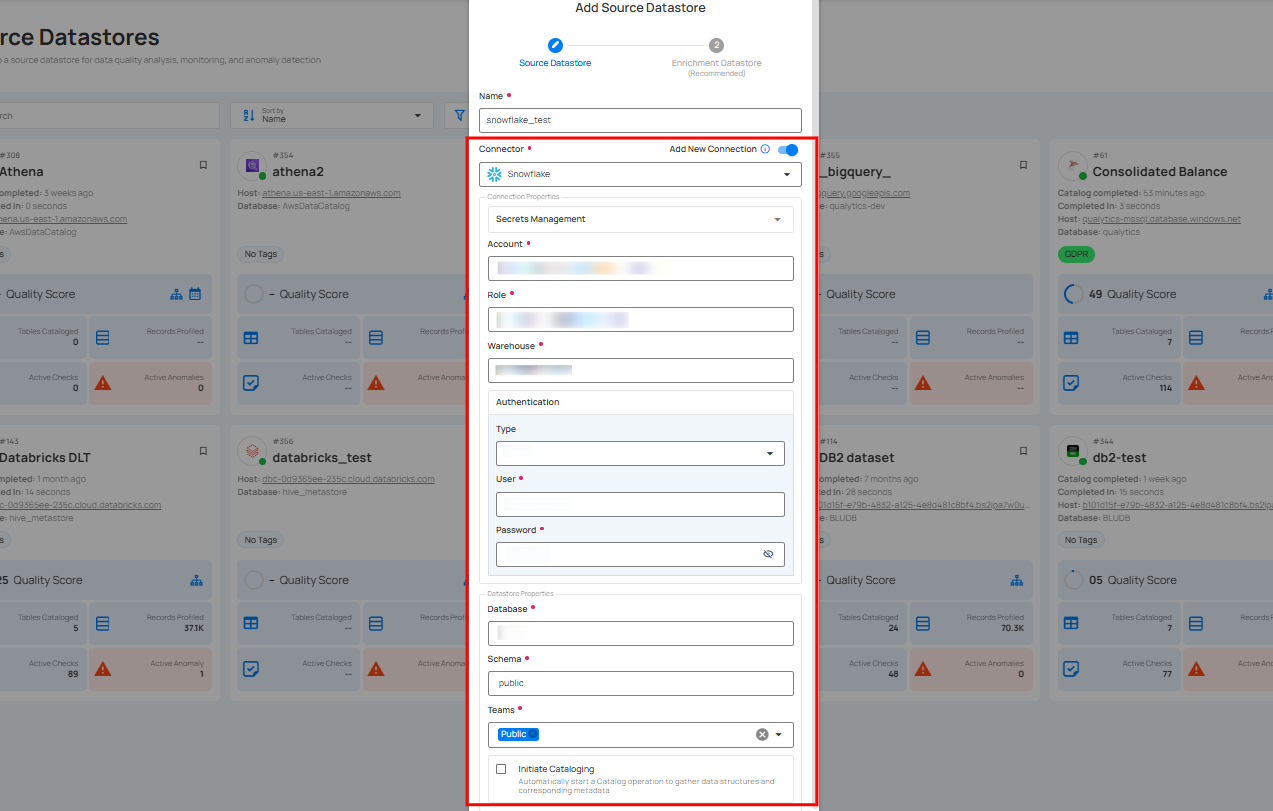 Add Source Datastore
Source Datastore
2
Enrichment Datastore
(Recommended)
Name •
snowflake_test
Connector •
Add New Connection
Snowflake
Connection Properties
Secrets Management
Account •
Role •
Warehouse •
Authentication
Type
User •
Password •
Datastore Properties
Database •
Schema •
public
Teams •
Public
Initiate Cataloging
Automatically start a Catalog operation to gather data structures and
corresponding metadata
rce Datastores
a source datastore for data quality analysis, monitoring, and anomaly detection
rch
Sort by
Name
#308
Athena
ompleted: 3 weeks ago
ed In: 0 seconds
hena.us-east-1.amazonaws.com
e: AwsDataCatalog
s
- Quality Score
Tables Cataloged
0
Records Profiled
--
Active Checks
0
Active Anomalies
0
#354
athena2
Host: athena.us-east-1.amazonaws.com
Database: AwsDataCatalog
No Tags
– Quality Score
Tables Cataloged
--
Records Profi
Active Checks
--
Active Anoma
#355
_bigquery_
query.googleapis.com
: qualytics-dev
s
- Quality Score
Tables Cataloged
--
Records Profiled
--
Active Checks
--
Active Anomalies
--
#61
Consolidated Balance
Catalog completed: 53 minutes ago
Completed In: 3 seconds
Host: qualytics-mssql.database.windows.net
Database: qualytics
GDPR
49 Quality Score
Tables Cataloged
7
Records P
Active Checks
114
Active An
#143
Databricks DLT
ompleted: 1 month ago
ed In: 14 seconds
bc-0d9365ee-235c.cloud.databricks.com
e: hive_metastore
s
25 Quality Score
Tables Cataloged
5
Records Profiled
37.1K
Active Checks
89
Active Anomaly
1
#356
databricks_test
Host: dbc-0d9365ee-235c.cloud.databricks.com
Database: hive_metastore
No Tags
– Quality Score
Tables Cataloged
--
Records Profi
Active Checks
--
Active Anoma
#114
DB2 dataset
ompleted: 7 months ago
ed In: 28 seconds
b101d15f-e79b-4832-a125-4e8d481c8bf4.bs2ipa7w0u...
e: BLUDB
s
- Quality Score
Tables Cataloged
24
Records Profiled
70.3K
Active Checks
48
Active Anomalies
0
#344
db2-test
Catalog completed: 1 week ago
Completed In: 15 seconds
Host: b101d15f-e79b-4832-a125-4e8d481c8bf4.bs2ipa
Database: BLUDB
No Tags
05 Quality Score
Tables Cataloged
7
Records P
Active Checks
77
Active An